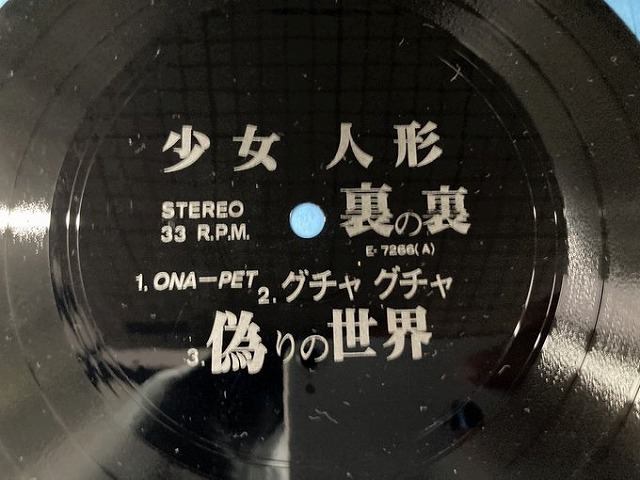 少女 人形
STEREO
33 R.P.M.
裏の裏
E-7266(A)
1. ONA-PET
2. グチャ グチャ
3. 偽りの世界